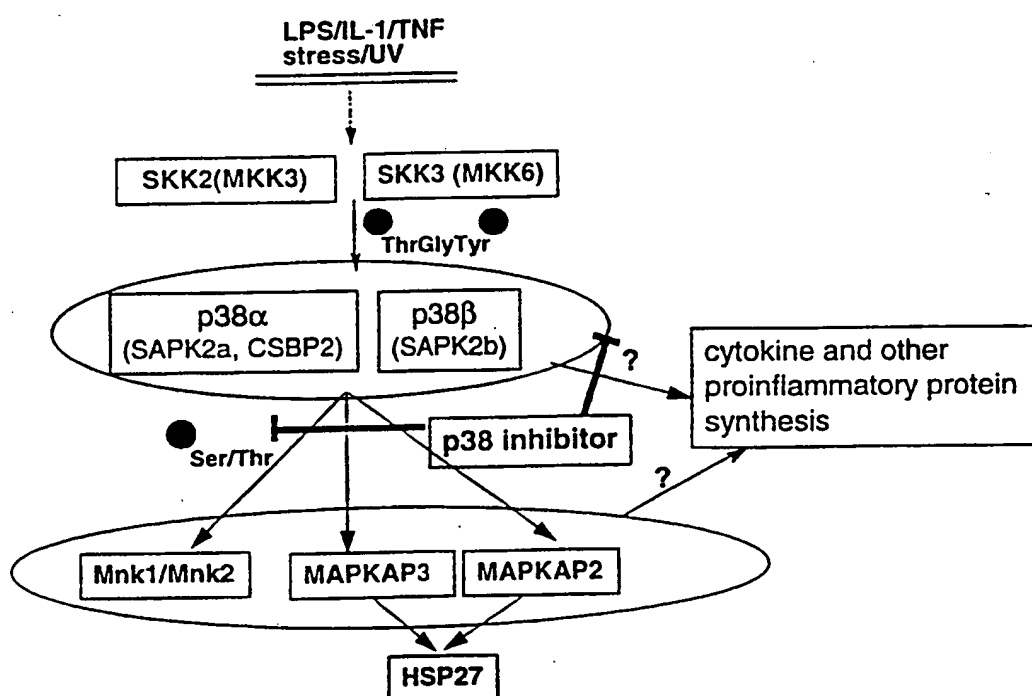 LPS/IL-1/TNF
stress/UV
SKK2(MKK3)
SKK3 (MKK6)
ThrGlyTyr
p38α
(SAPK2a, CSBP2)
p38β
(SAPK2b)
?
cytokine and other
proinflammatory protein
synthesis
p38 inhibitor
Ser/Thr
?
Mnk1/Mnk2
MAPKAP3
MAPKAP2
HSP27